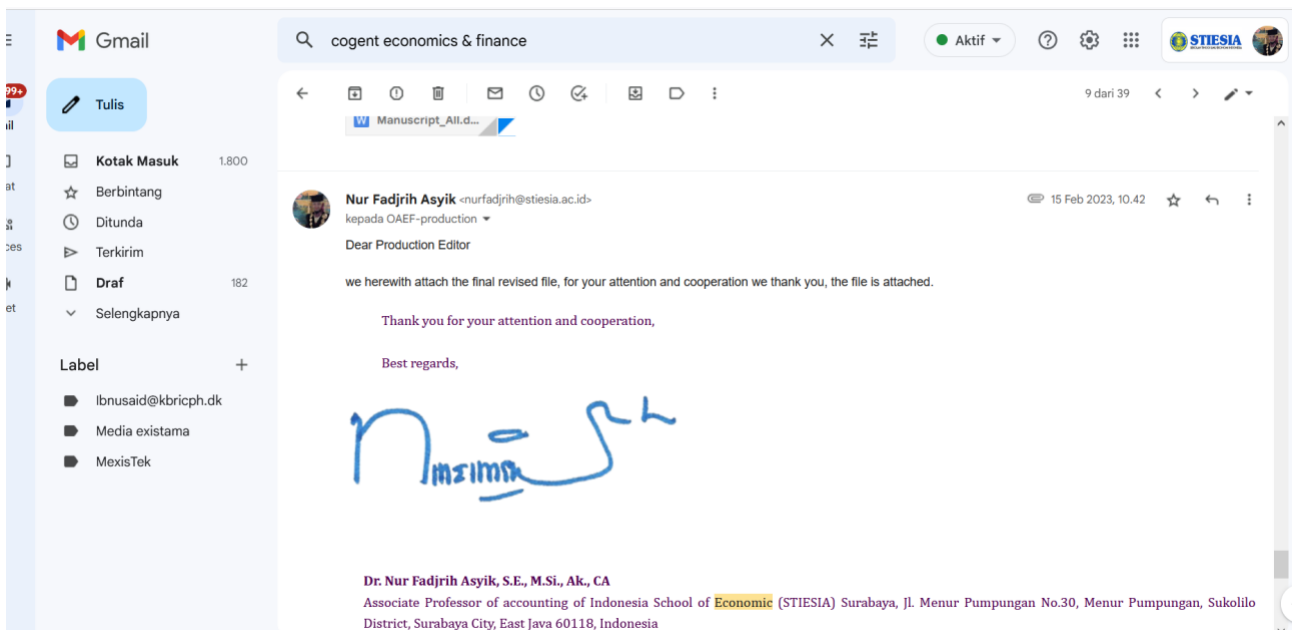 Gmail
cogent economics & finance
Aktif
STIESIA
99+
Tulis
9 dari 39
Manuscript_All.d...
Kotak Masuk 1.800
Berbintang
Ditunda
Terkirim
Draf 182
Selengkapnya
Label
Ibnusaid@kbricph.dk
Media existama
MexisTek
Nur Fadjrih Asyik <nurfadjrih@stiesia.ac.id>
15 Feb 2023, 10.42
kepada OAEF-production
Dear Production Editor
we herewith attach the final revised file, for your attention and cooperation we thank you, the file is attached.
Thank you for your attention and cooperation,
Best regards,
Dr. Nur Fadjrih Asyik, S.E., M.Si., Ak., CA
Associate Professor of accounting of Indonesia School of Economic (STIESIA) Surabaya, Jl. Menur Pumpungan No.30, Menur Pumpungan, Sukolilo
District, Surabaya City, East Java 60118, Indonesia